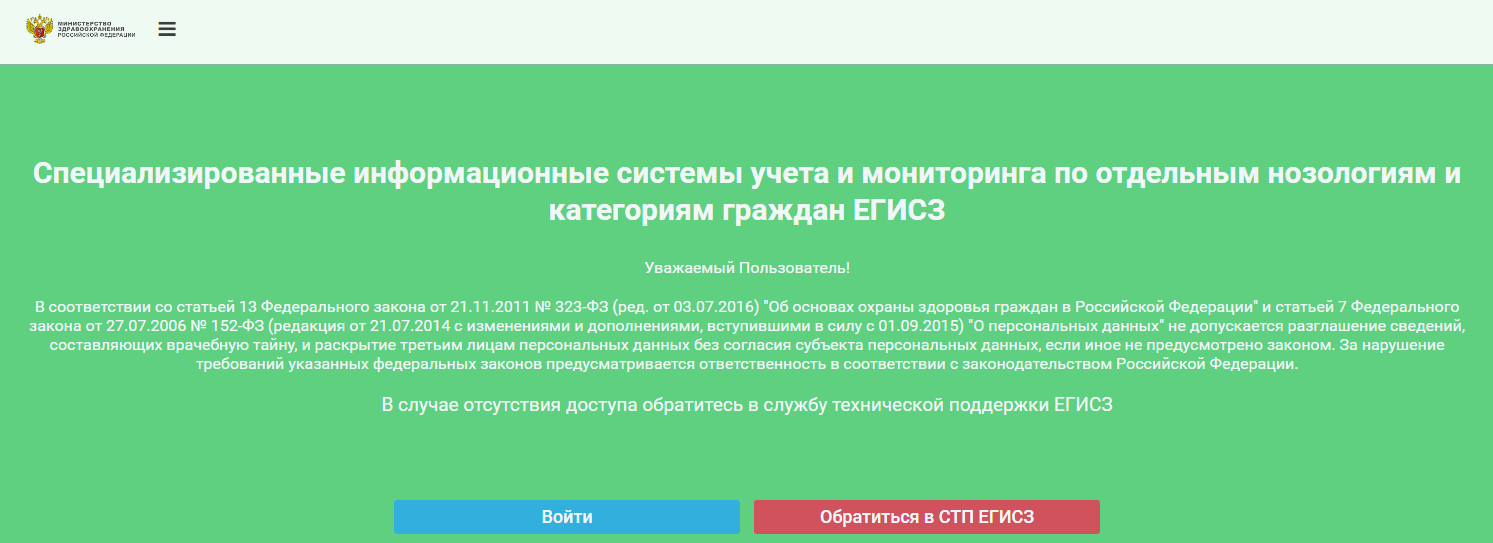 МИНИСТЕРСТВО
ЗДРАВООХРАНЕНИЯ
РОССИЙСКОЙ ФЕДЕРАЦИИ
Специализированные информационные системы учета и мониторинга по отдельным нозологиям и
категориям граждан ЕГИСЗ
Уважаемый Пользователь!
В соответствии со статьей 13 Федерального закона от 21.11.2011 № 323-ФЗ (ред. от 03.07.2016) "Об основах охраны здоровья граждан в Российской Федерации" и статьей 7 Федерального
закона от 27.07.2006 № 152-ФЗ (редакция от 21.07.2014 с изменениями и дополнениями, вступившими в силу с 01.09.2015) "О персональных данных" не допускается разглашение сведений,
составляющих врачебную тайну, и раскрытие третьим лицам персональных данных без согласия субъекта персональных данных, если иное не предусмотрено законом. За нарушение
требований указанных федеральных законов предусматривается ответственность в соответствии с законодательством Российской Федерации.
В случае отсутствия доступа обратитесь в службу технической поддержки ЕГИСЗ
Войти
Обратиться в СТП ЕГИСЗ